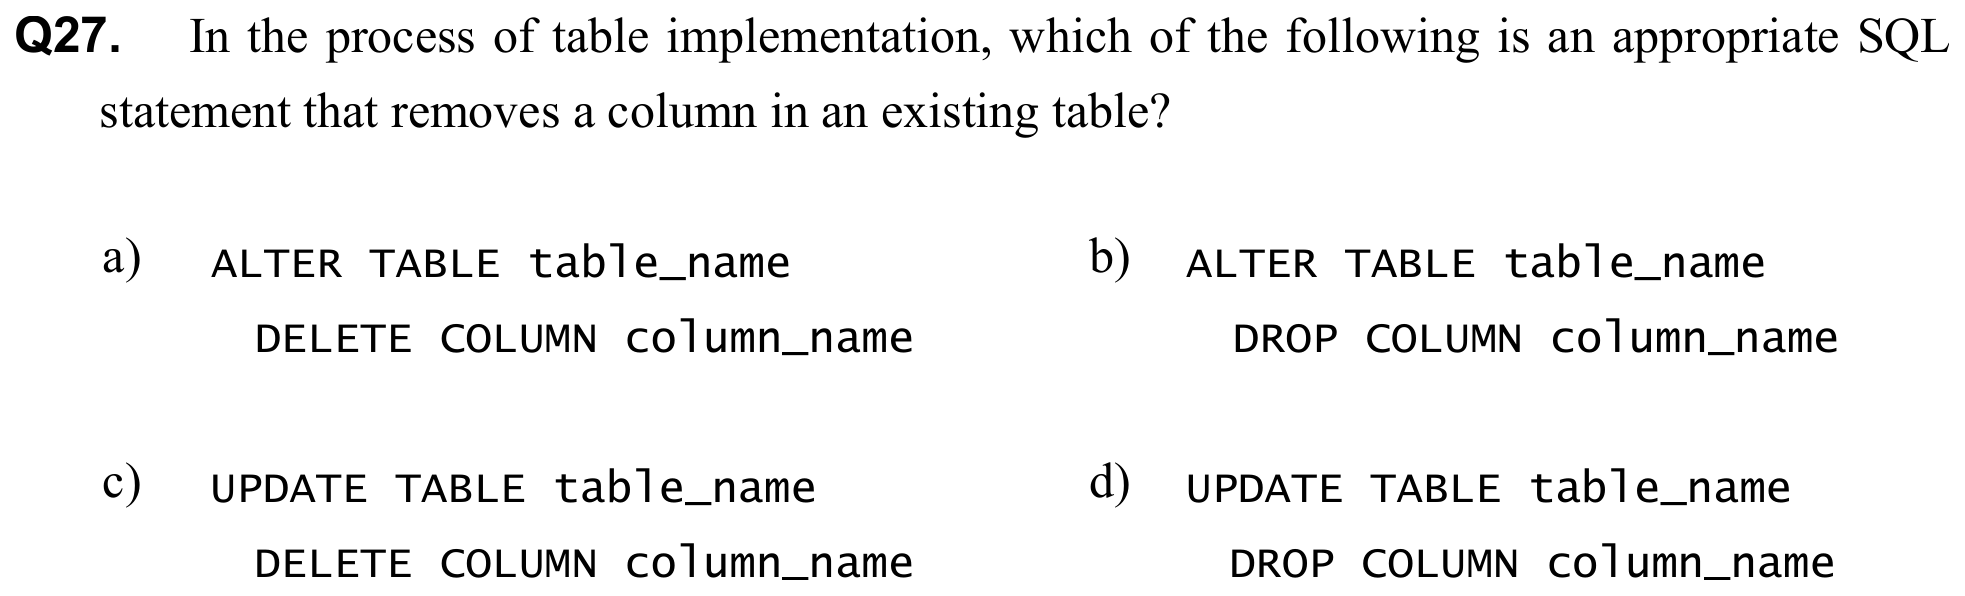 Q27. In the process of table implementation, which of the following is an appropriate SQL
statement that removes a column in an existing table?
a) ALTER TABLE table_name
DELETE COLUMN column_name
b) ALTER TABLE table_name
DROP COLUMN column_name
c) UPDATE TABLE table_name
DELETE COLUMN column_name
d) UPDATE TABLE table_name
DROP COLUMN column_name